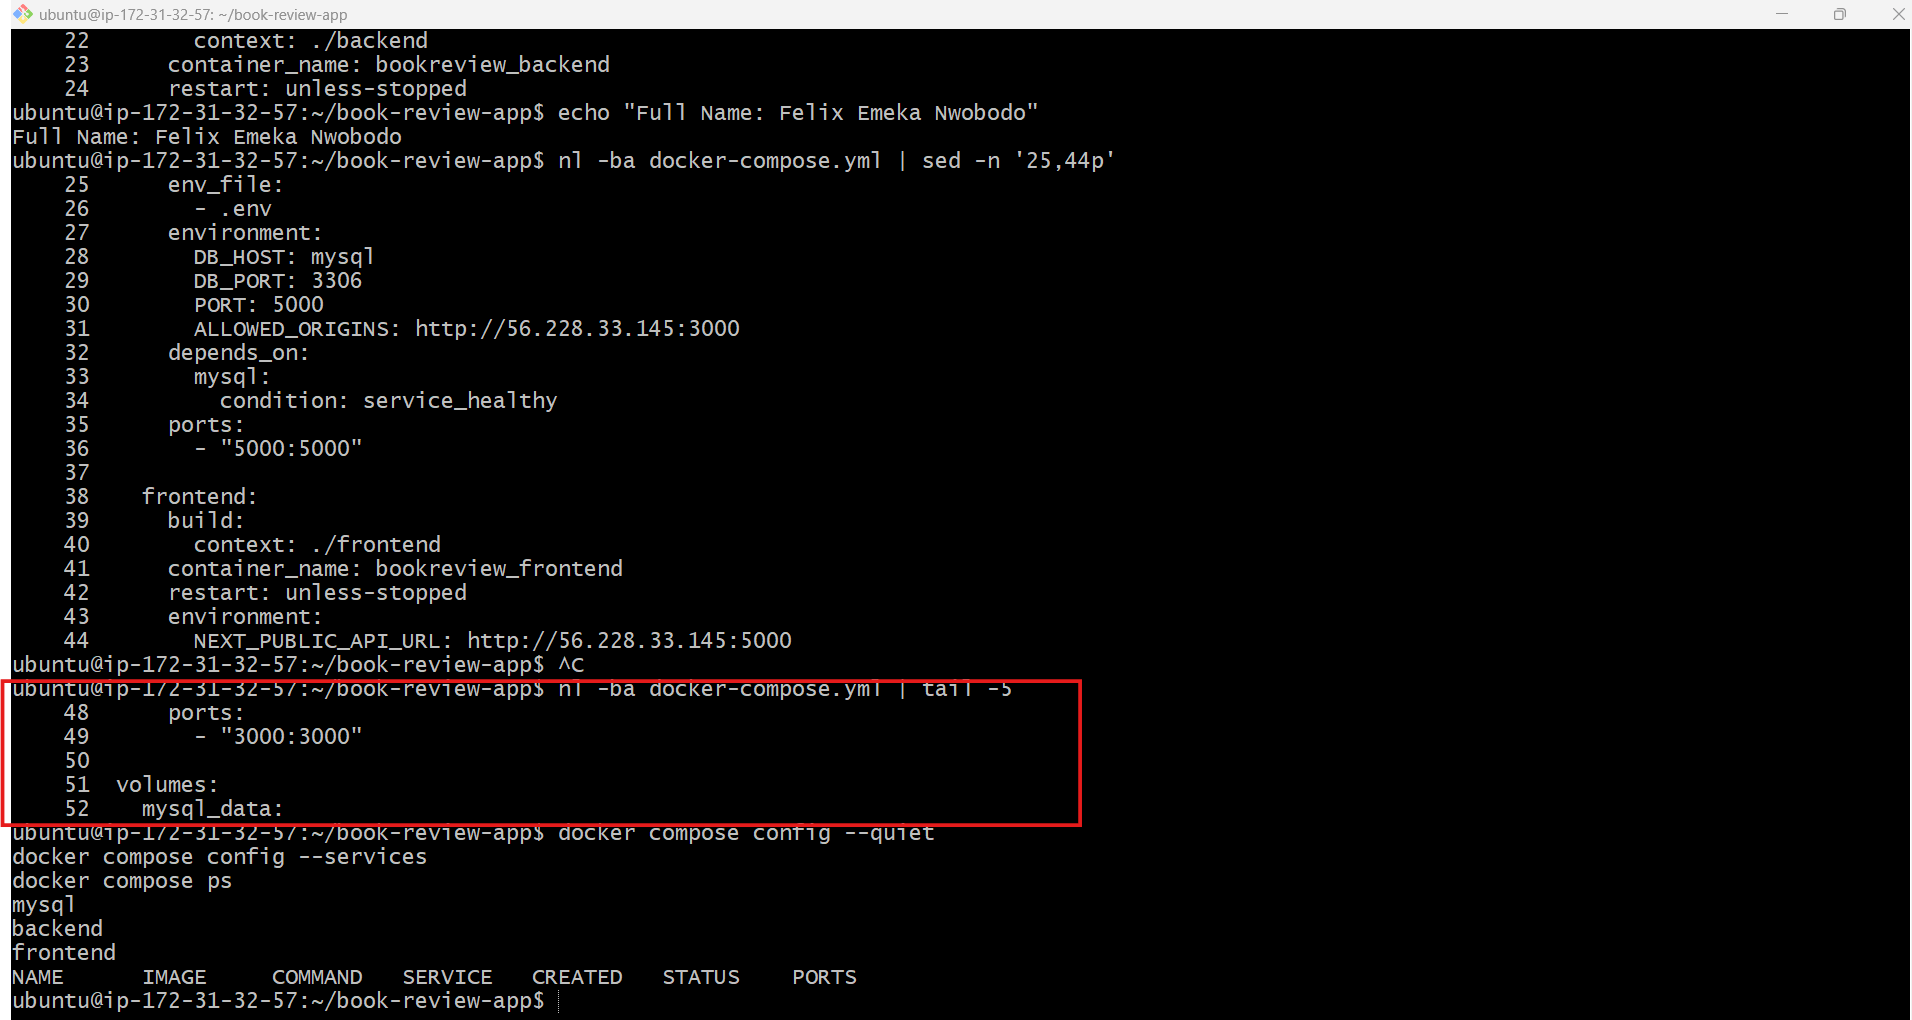 ubuntu@ip-172-31-32-57: ~/book-review-app
22        context: ./backend
23      container_name: bookreview_backend
24      restart: unless-stopped
ubuntu@ip-172-31-32-57:~/book-review-app$ echo "Full Name: Felix Emeka Nwobodo"
Full Name: Felix Emeka Nwobodo
ubuntu@ip-172-31-32-57:~/book-review-app$ nl -ba docker-compose.yml | sed -n '25,44p'
25      env_file:
26        - .env
27      environment:
28        DB_HOST: mysql
29        DB_PORT: 3306
30        PORT: 5000
31        ALLOWED_ORIGINS: http://56.228.33.145:3000
32      depends_on:
33        mysql:
34          condition: service_healthy
35      ports:
36        - "5000:5000"
37
38    frontend:
39      build:
40        context: ./frontend
41      container_name: bookreview_frontend
42      restart: unless-stopped
43      environment:
44        NEXT_PUBLIC_API_URL: http://56.228.33.145:5000
ubuntu@ip-172-31-32-57:~/book-review-app$ ^C
ubuntu@ip-172-31-32-57:~/book-review-app$ nl -ba docker-compose.yml | tail -5
48      ports:
49        - "3000:3000"
50
51  volumes:
52    mysql_data:
ubuntu@ip-172-31-32-57:~/book-review-app$ docker compose config --quiet
docker compose config --services
docker compose ps
mysql
backend
frontend
NAME      IMAGE     COMMAND   SERVICE   CREATED   STATUS    PORTS
ubuntu@ip-172-31-32-57:~/book-review-app$